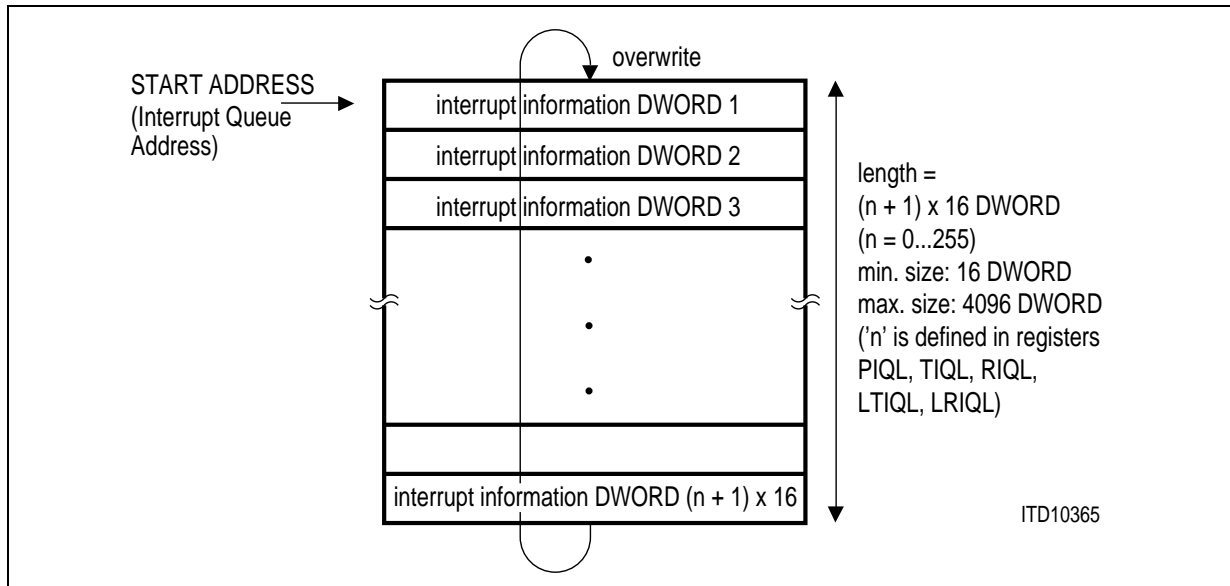 overwrite
START ADDRESS
(Interrupt Queue
Address)
interrupt information DWORD 1
interrupt information DWORD 2
interrupt information DWORD 3
interrupt information DWORD (n + 1) x 16
length =
(n + 1) x 16 DWORD
(n = 0...255)
min. size: 16 DWORD
max. size: 4096 DWORD
('n' is defined in registers
PIQL, TIQL, RIQL,
LTIQL, LRIQL)
ITD10365